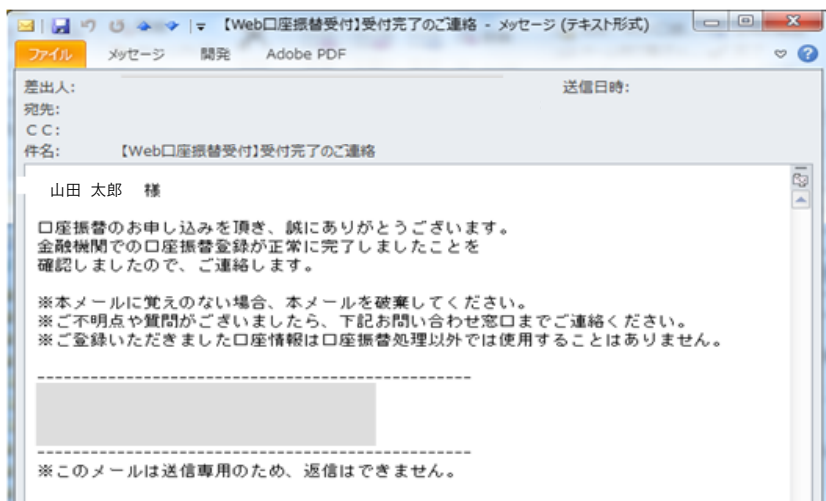 【Web口座振替受付】受付完了のご連絡 - メッセージ (テキスト形式)
ファイル メッセージ 開発 Adobe PDF
差出人: 送信日時:
宛先:
CC:
件名: 【Web口座振替受付】受付完了のご連絡
山田 太郎 様
口座振替のお申し込みを頂き、誠にありがとうございます。
金融機関での口座振替登録が正常に完了しましたことを
確認しましたので、ご連絡します。
※本メールに覚えのない場合、本メールを破棄してください。
※ご不明点や質問がございましたら、下記お問い合わせ窓口までご連絡ください。
※ご登録いただきました口座情報は口座振替処理以外では使用することはありません。
--------------------------------------------------
--------------------------------------------------
※このメールは送信専用のため、返信はできません。